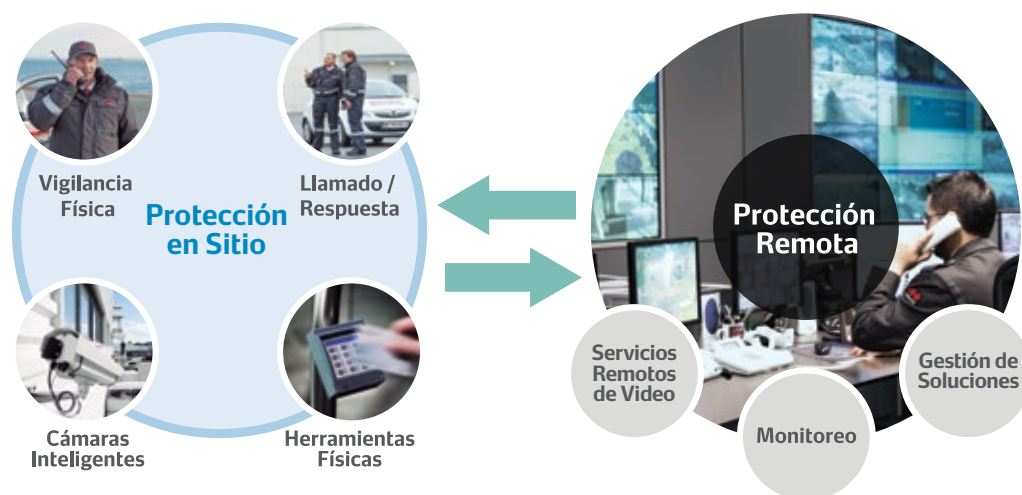 Vigilancia
Física
Llamado /
Respuesta
Protección
en Sitio
Cámaras
Inteligentes
Herramientas
Físicas
Protección
Remota
Servicios
Remotos
de Video
Monitoreo
Gestión de
Soluciones